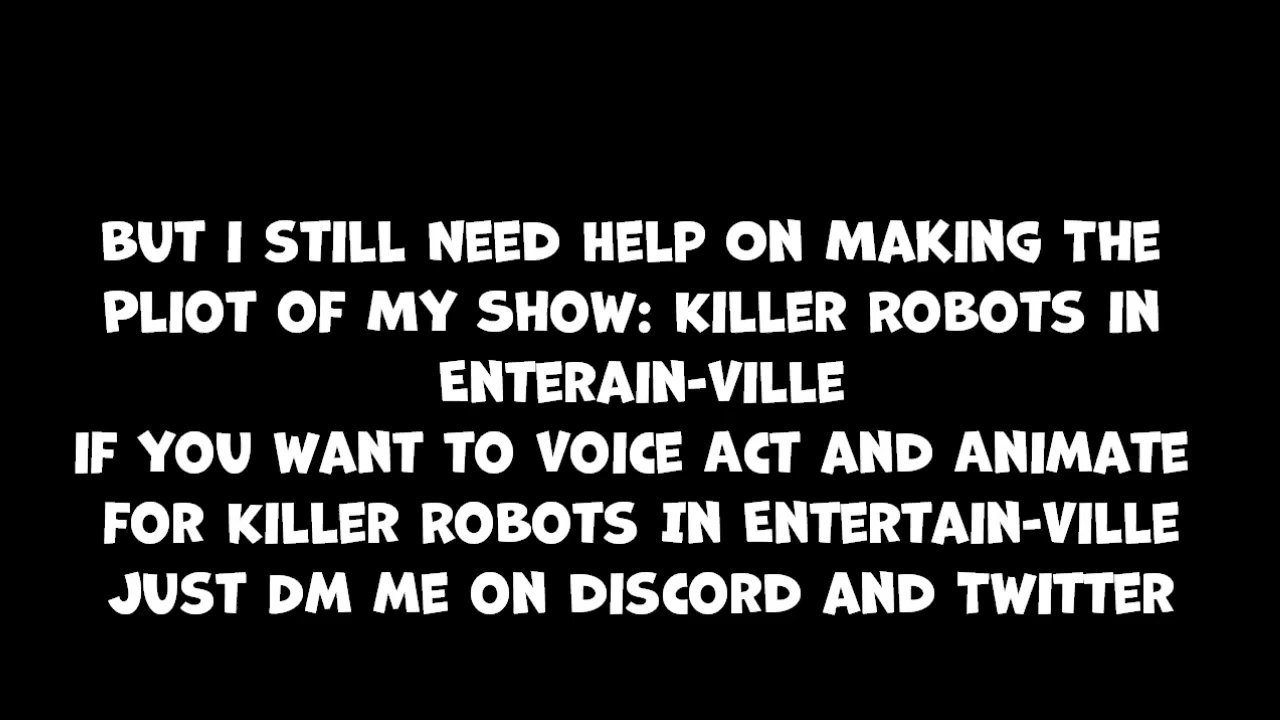 BUT I STILL NEED HELP ON MAKING THE
PLIOT OF MY SHOW: KILLER ROBOTS IN
ENTERAIN-VILLE
IF YOU WANT TO VOICE ACT AND ANIMATE
FOR KILLER ROBOTS IN ENTERTAIN-VILLE
JUST DM ME ON DISCORD AND TWITTER